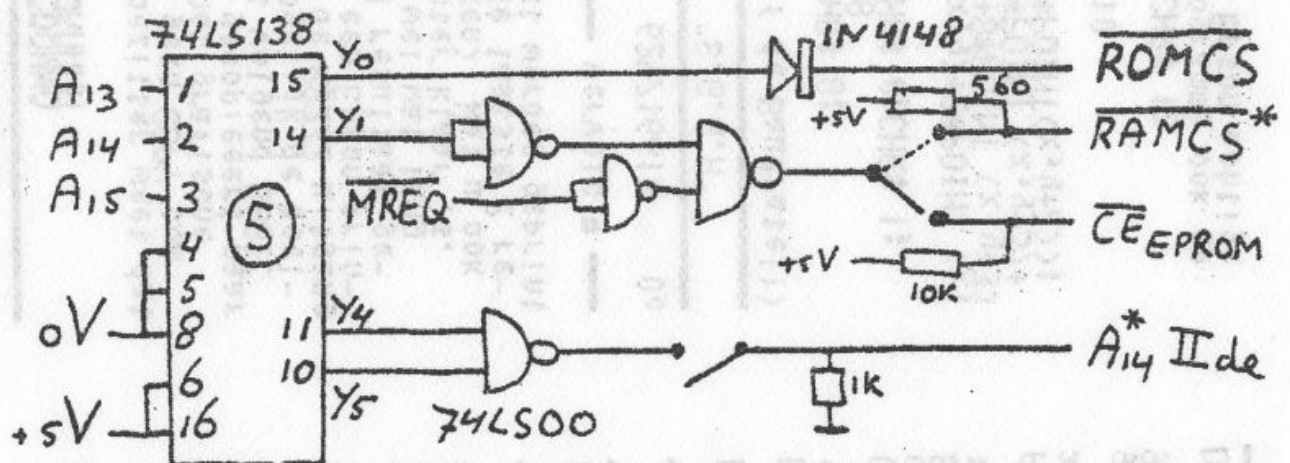 74LS138
A13 1 15 Y0 1N4148 ROMCS
A14 2 14 Y1 +5V 560 RAMCS*
A15 3 MREQ
5
4
5
0V 8
CE EPROM
+5V 10K
6
+5V 16
11 Y4
10 Y5
74LS00
1K
A14* II de